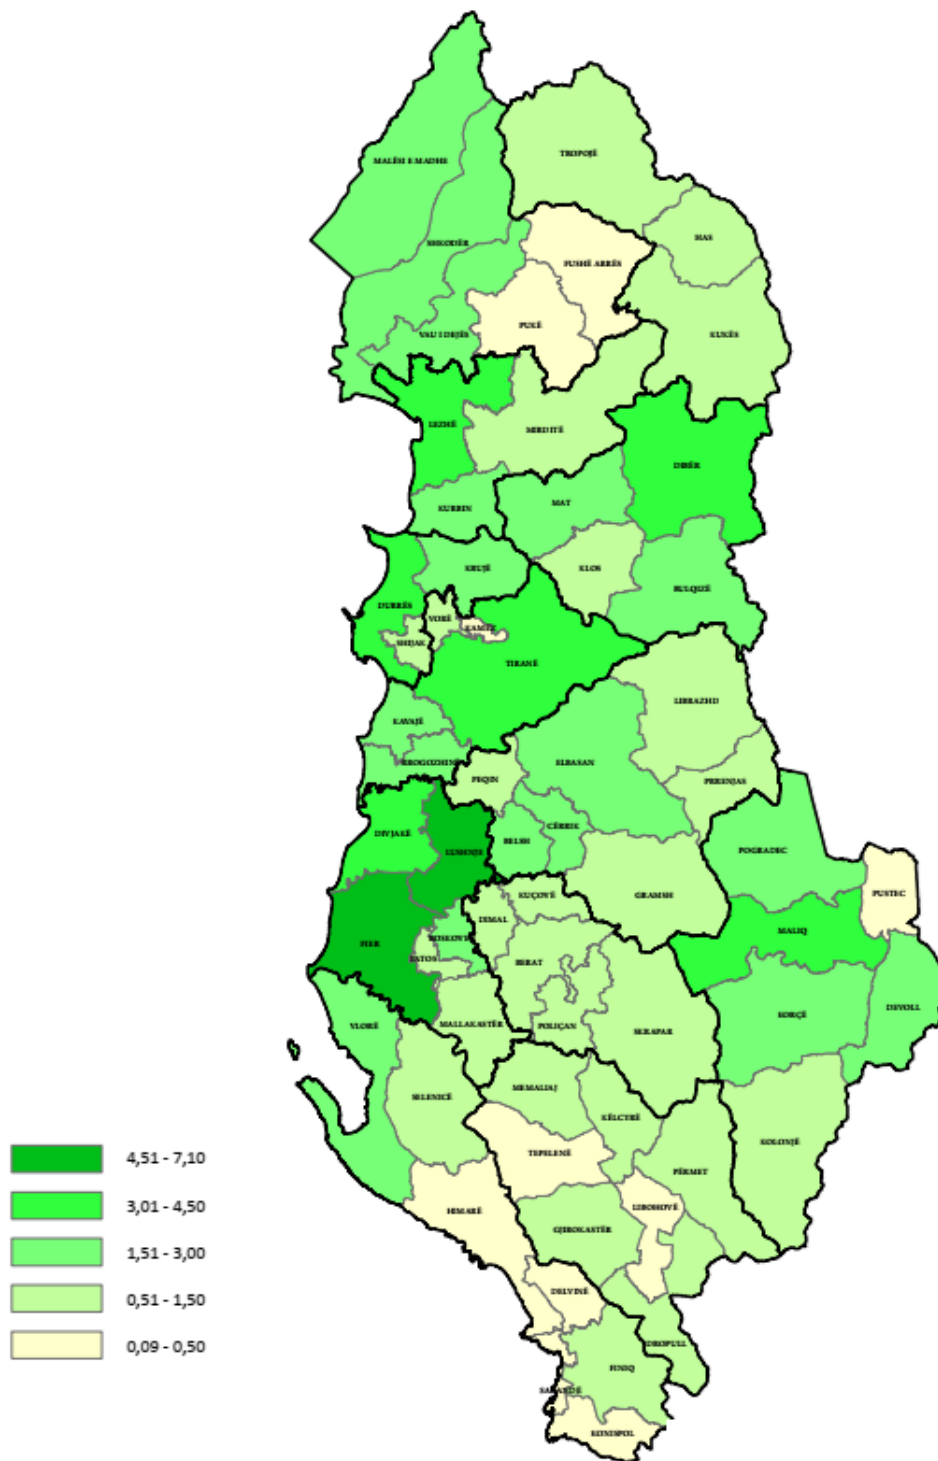 TROPOJË
MALËSI E MADHE
HAS
SHKODËR
FUSHË ARRËS
PUKË
VAU I DEJËS
KUKËS
LEZHË
MIRDITË
DIBËR
MAT
KURBIN
KRUJË
KLOS
BULQIZË
DURRËS
VORË
KAMËZ
SHIJAK
TIRANË
LIBRAZHD
KAVAJË
ELBASAN
RROGOZHINË
PEQIN
PRRENJAS
CËRRIK
DIVJAKË
BELSH
LUSHNJE
POGRADEC
PUSTEC
KUÇOVË
GRAMSH
DIMAL
MALIQ
ROSKOVEC
FIER
PATOS
BERAT
DEVOLL
KORÇË
VLORË
MALLAKASTËR
POLIÇAN
SKRAPAR
MEMALIAJ
SELENICË
KËLCYRË
KOLONJË
TEPELENË
PËRMET
4,51 - 7,10
3,01 - 4,50
LIBOHOVË
HIMARË
GJIROKASTËR
1,51 - 3,00
DELVINË
0,51 - 1,50
0,09 - 0,50
DROPULL
FINIQ
SARANDË
KONISPOL